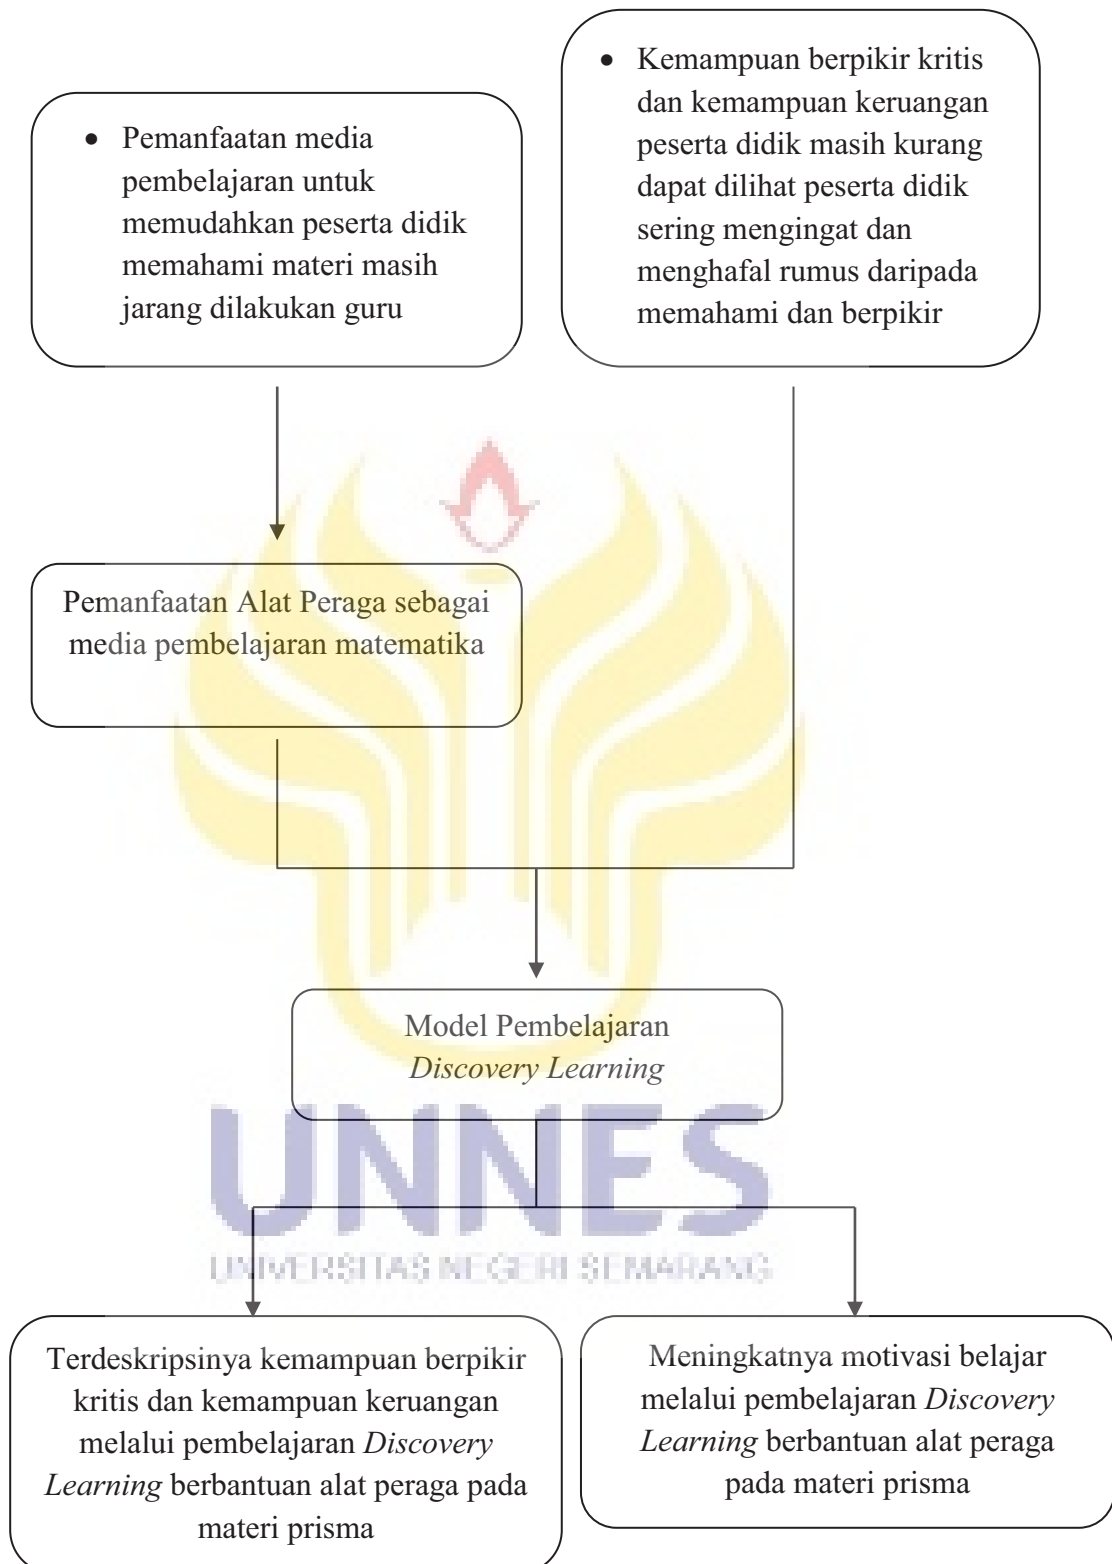 • Pemanfaatan media
pembelajaran untuk
memudahkan peserta didik
memahami materi masih
jarang dilakukan guru
• Kemampuan berpikir kritis
dan kemampuan keruangan
peserta didik masih kurang
dapat dilihat peserta didik
sering mengingat dan
menghafal rumus daripada
memahami dan berpikir
Pemanfaatan Alat Peraga sebagai
media pembelajaran matematika
Model Pembelajaran
Discovery Learning
UNNES
UNIVERSITAS NEGERI SEMARANG
Terdeskripsinya kemampuan berpikir
kritis dan kemampuan keruangan
melalui pembelajaran Discovery
Learning berbantuan alat peraga pada
materi prisma
Meningkatnya motivasi belajar
melalui pembelajaran Discovery
Learning berbantuan alat peraga
pada materi prisma